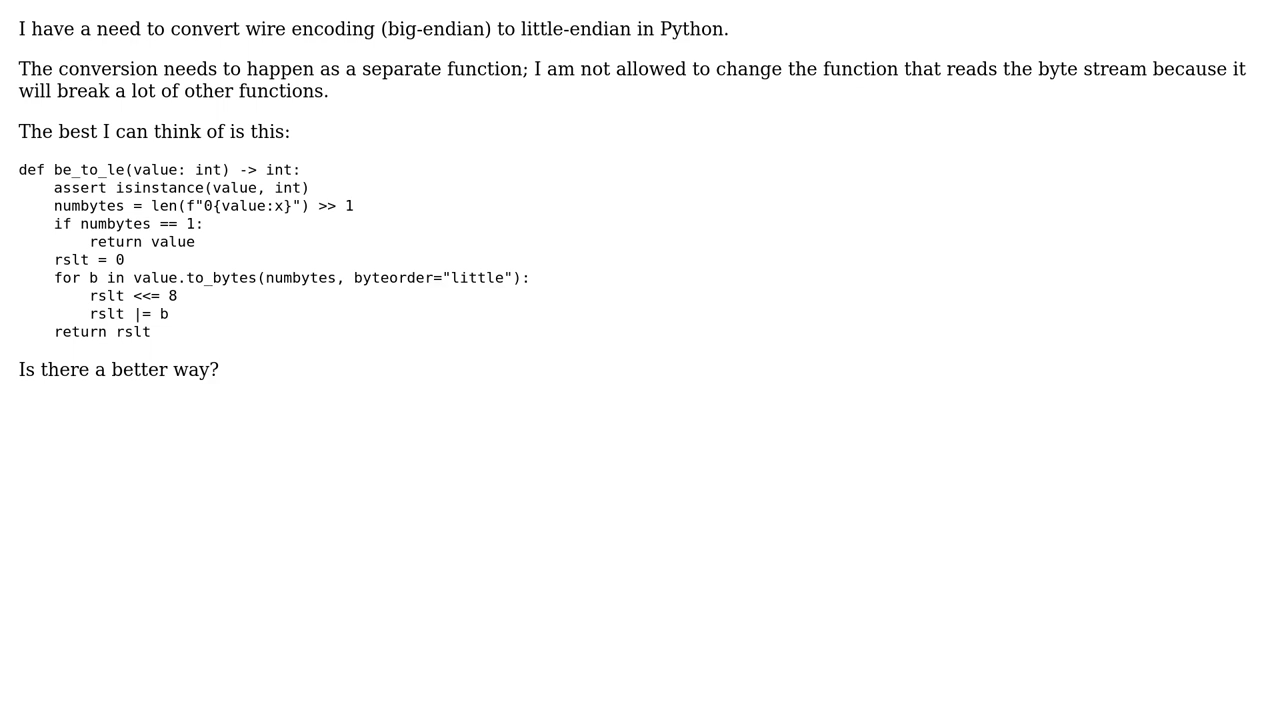 I have a need to convert wire encoding (big-endian) to little-endian in Python.
The conversion needs to happen as a separate function; I am not allowed to change the function that reads the byte stream because it
will break a lot of other functions.
The best I can think of is this:
def be_to_le(value: int) -> int:
    assert isinstance(value, int)
    numbytes = len(f"0{value:x}") >> 1
    if numbytes == 1:
        return value
    rslt = 0
    for b in value.to_bytes(numbytes, byteorder="little"):
        rslt <<= 8
        rslt |= b
    return rslt
Is there a better way?